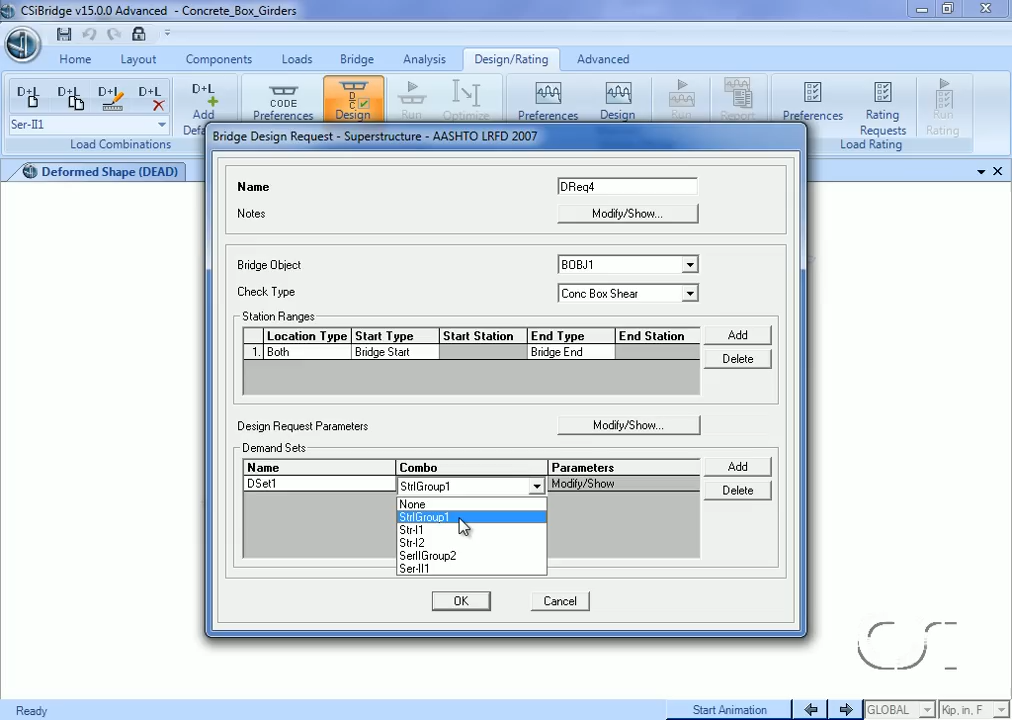 CSiBridge v15.0.0 Advanced - Concrete_Box_Girders
Home Layout Components Loads Bridge Analysis Design/Rating Advanced
D+L D+L D+L D+L D+L CODE D C
Add Preferences Design Run Optimize Preferences Design Run Report Preferences Rating Run
Ser-II1 Requests Rating
Load Combinations Load Rating
Deformed Shape (DEAD)
Bridge Design Request - Superstructure - AASHTO LRFD 2007
Name DReq4
Notes Modify/Show...
Bridge Object BOBJ1
Check Type Conc Box Shear
Station Ranges
Location Type Start Type Start Station End Type End Station Add
1. Both Bridge Start Bridge End
Delete
Design Request Parameters Modify/Show...
Demand Sets
Name Combo Parameters Add
DSet1 StrIGroup1 Modify/Show Delete
None
StrIGroup1
Str-I1
Str-I2
SerIIGroup2
Ser-II1
OK Cancel
CSI
Ready Start Animation GLOBAL Kip, in, F